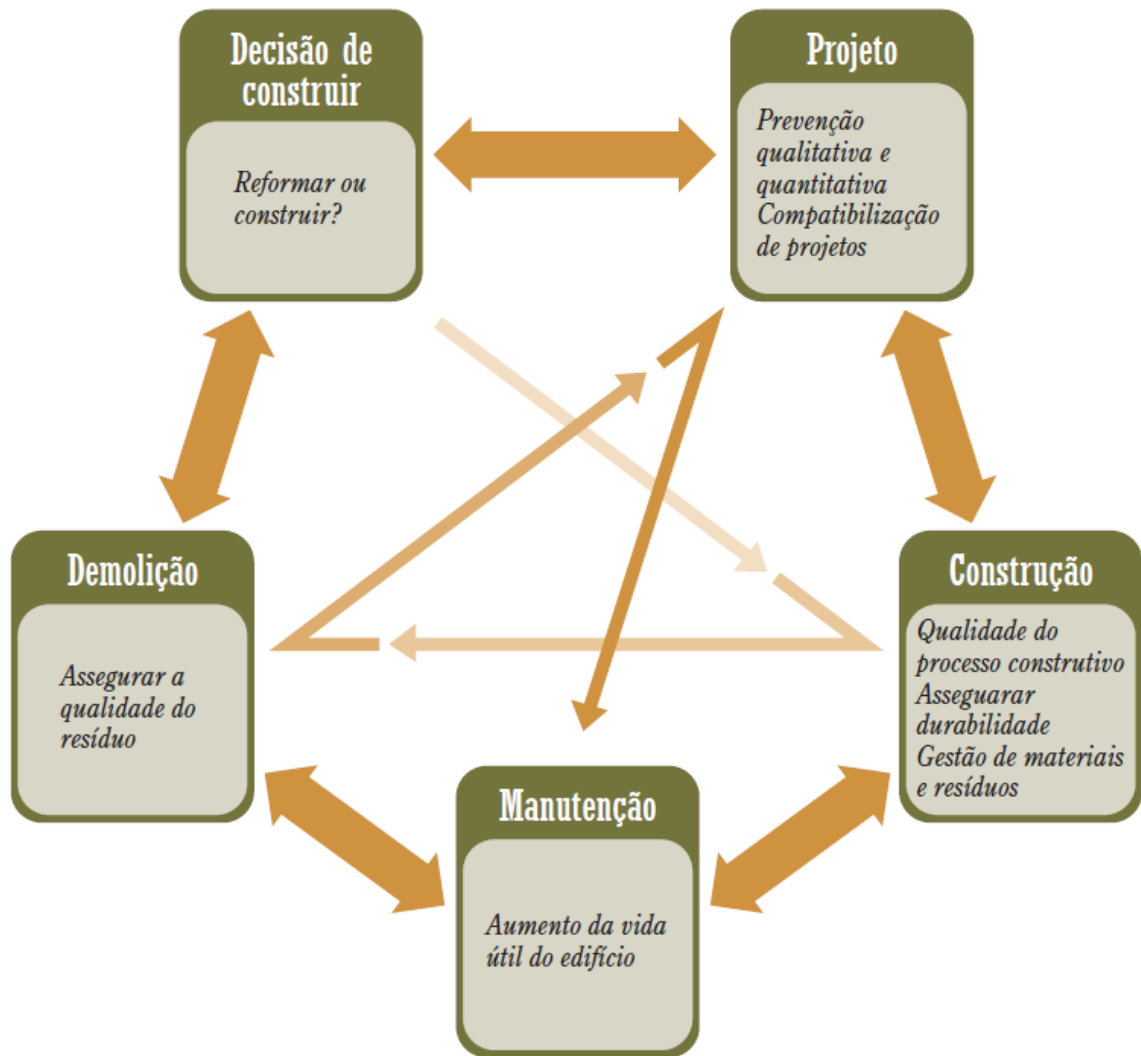 Decisão de
construir
Reformar ou
construir?
Projeto
Prevenção
qualitativa e
quantitativa
Compatibilização
de projetos
Demolição
Assegurar a
qualidade do
resíduo
Construção
Qualidade do
processo construtivo
Asseguarar
durabilidade
Gestão de materiais
e resíduos
Manutenção
Aumento da vida
útil do edifício